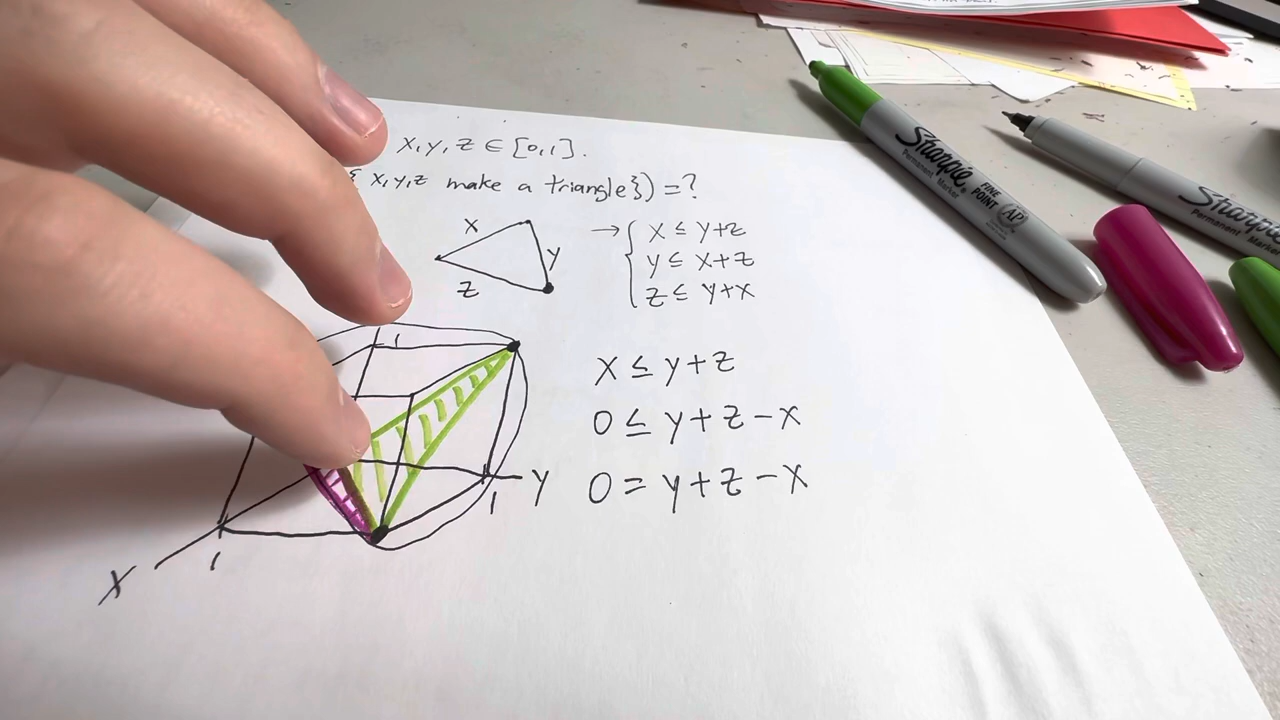 x,y,z ∈ [0,1].
x,y,z make a triangle}) = ?
x
y
z
→{ x ≤ y+z
y ≤ x+z
z ≤ y+x
x ≤ y+z
0 ≤ y+z-x
0 = y+z-x
1
y
1
x
1
Sharpie
Permanent Marker
FINE POINT
AP
Sharpie
Permanent Marker